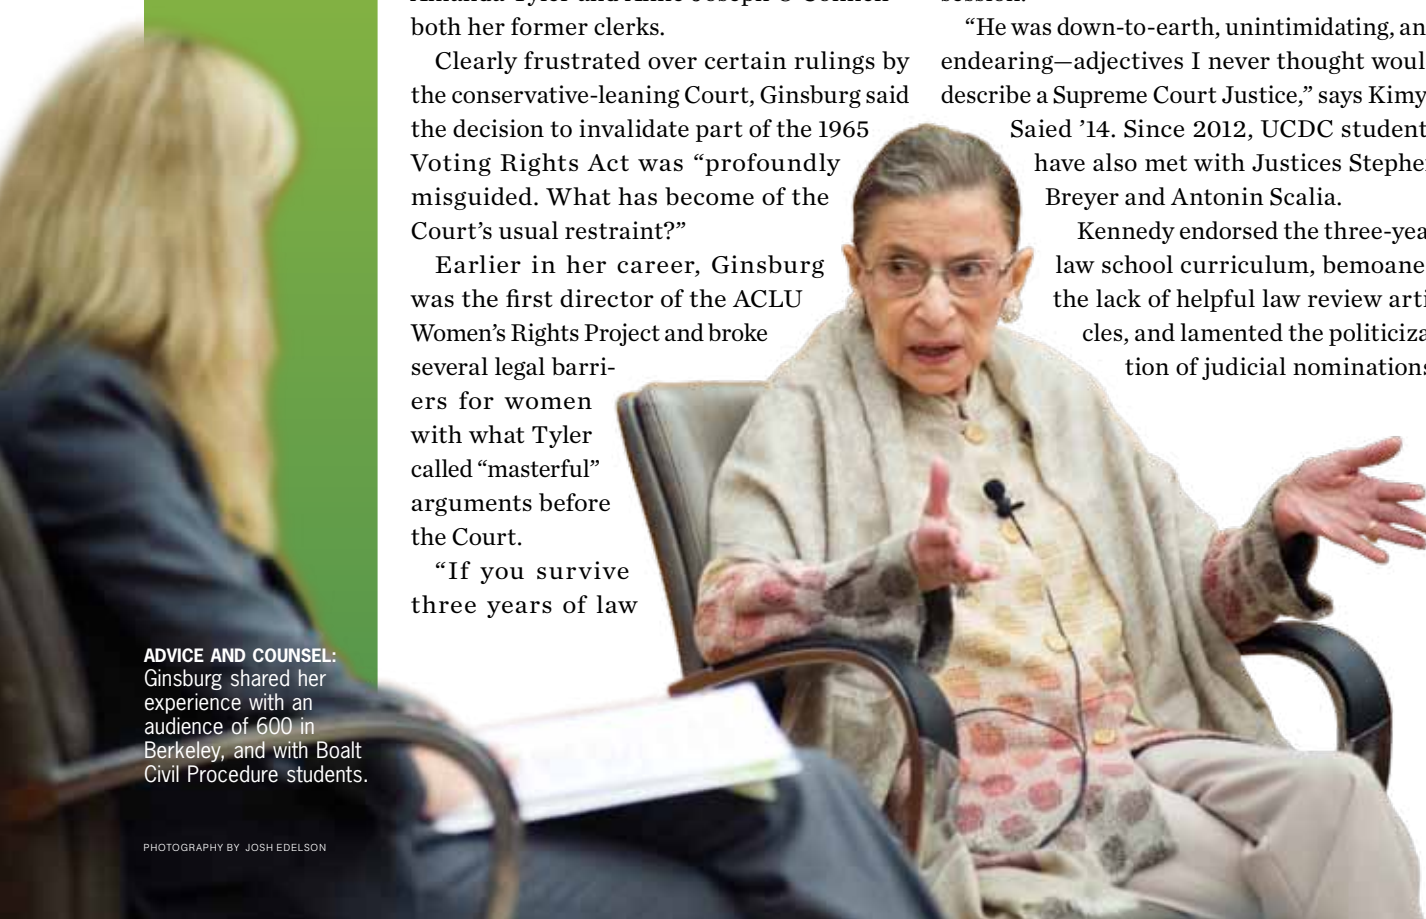 both her former clerks.
Clearly frustrated over certain rulings by
the conservative-leaning Court, Ginsburg said
the decision to invalidate part of the 1965
Voting Rights Act was “profoundly
misguided. What has become of the
Court’s usual restraint?”
Earlier in her career, Ginsburg
was the first director of the ACLU
Women’s Rights Project and broke
several legal barri-
ers for women
with what Tyler
called “masterful”
arguments before
the Court.
“If you survive
three years of law
“He was down-to-earth, unintimidating, an
endearing—adjectives I never thought woul
describe a Supreme Court Justice,” says Kimy
Saied ’14. Since 2012, UCDC student
have also met with Justices Stephe
Breyer and Antonin Scalia.
Kennedy endorsed the three-yea
law school curriculum, bemoane
the lack of helpful law review arti
cles, and lamented the politiciza
tion of judicial nominations
ADVICE AND COUNSEL:
Ginsburg shared her
experience with an
audience of 600 in
Berkeley, and with Boalt
Civil Procedure students.
PHOTOGRAPHY BY JOSH EDELSON